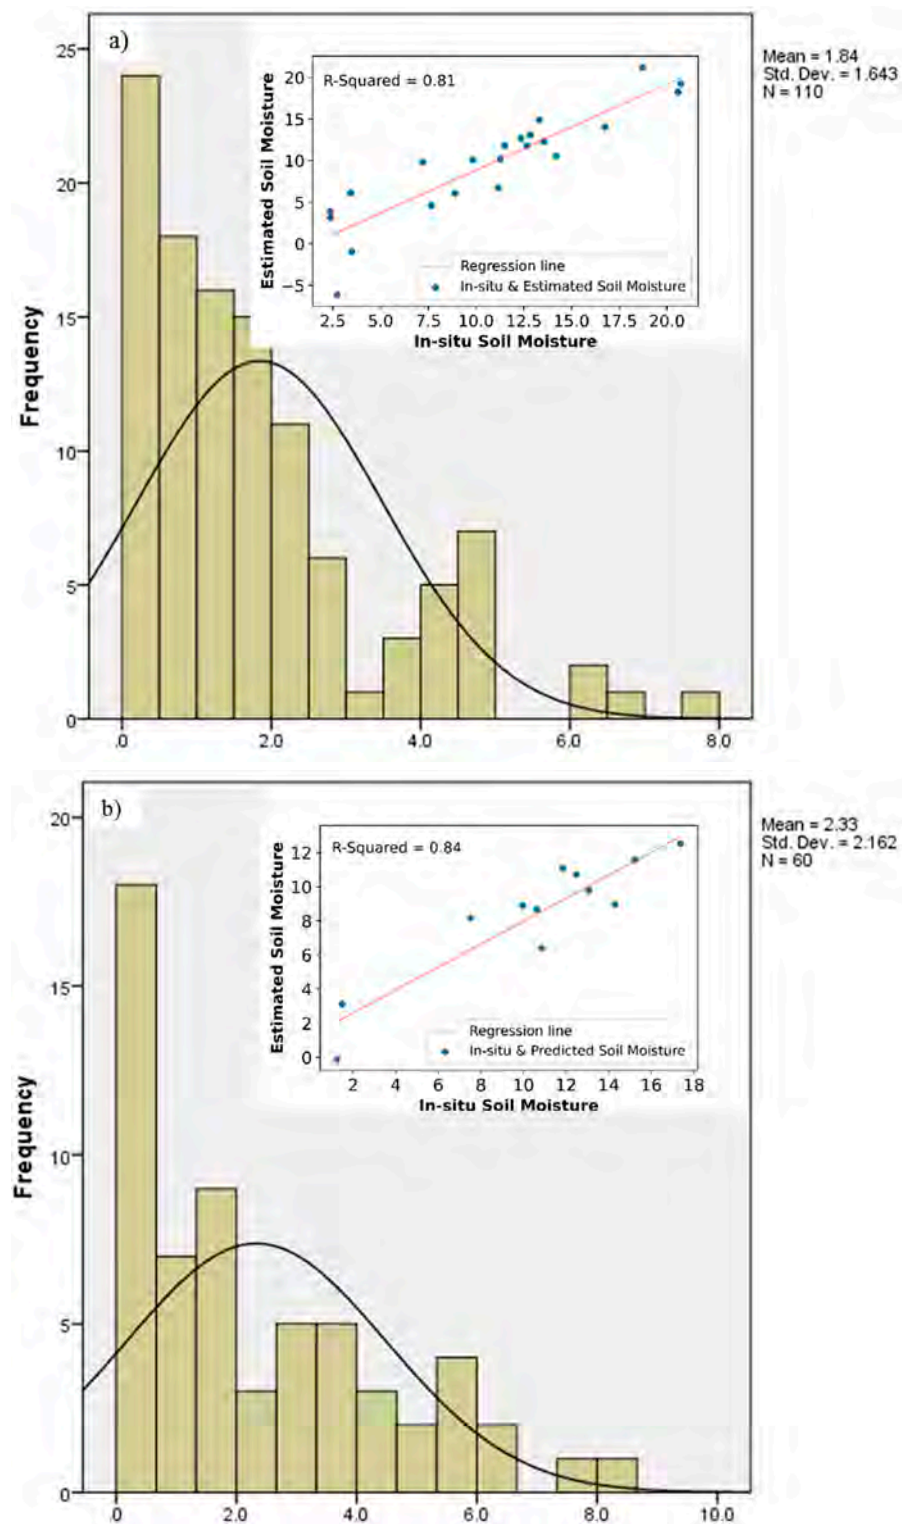 a)
Mean = 1.84
Std. Dev. = 1.643
N = 110
R-Squared = 0.81
Estimated Soil Moisture
20
15
10
5
0
−5
Regression line
In-situ & Estimated Soil Moisture
2.5 5.0 7.5 10.0 12.5 15.0 17.5 20.0
In-situ Soil Moisture
Frequency
25
20
15
10
5
0
.0 2.0 4.0 6.0 8.0
b)
Mean = 2.33
Std. Dev. = 2.162
N = 60
R-Squared = 0.84
Estimated Soil Moisture
12
10
8
6
4
2
0
Regression line
In-situ & Predicted Soil Moisture
2 4 6 8 10 12 14 16 18
In-situ Soil Moisture
Frequency
20
15
10
5
0
.0 2.0 4.0 6.0 8.0 10.0